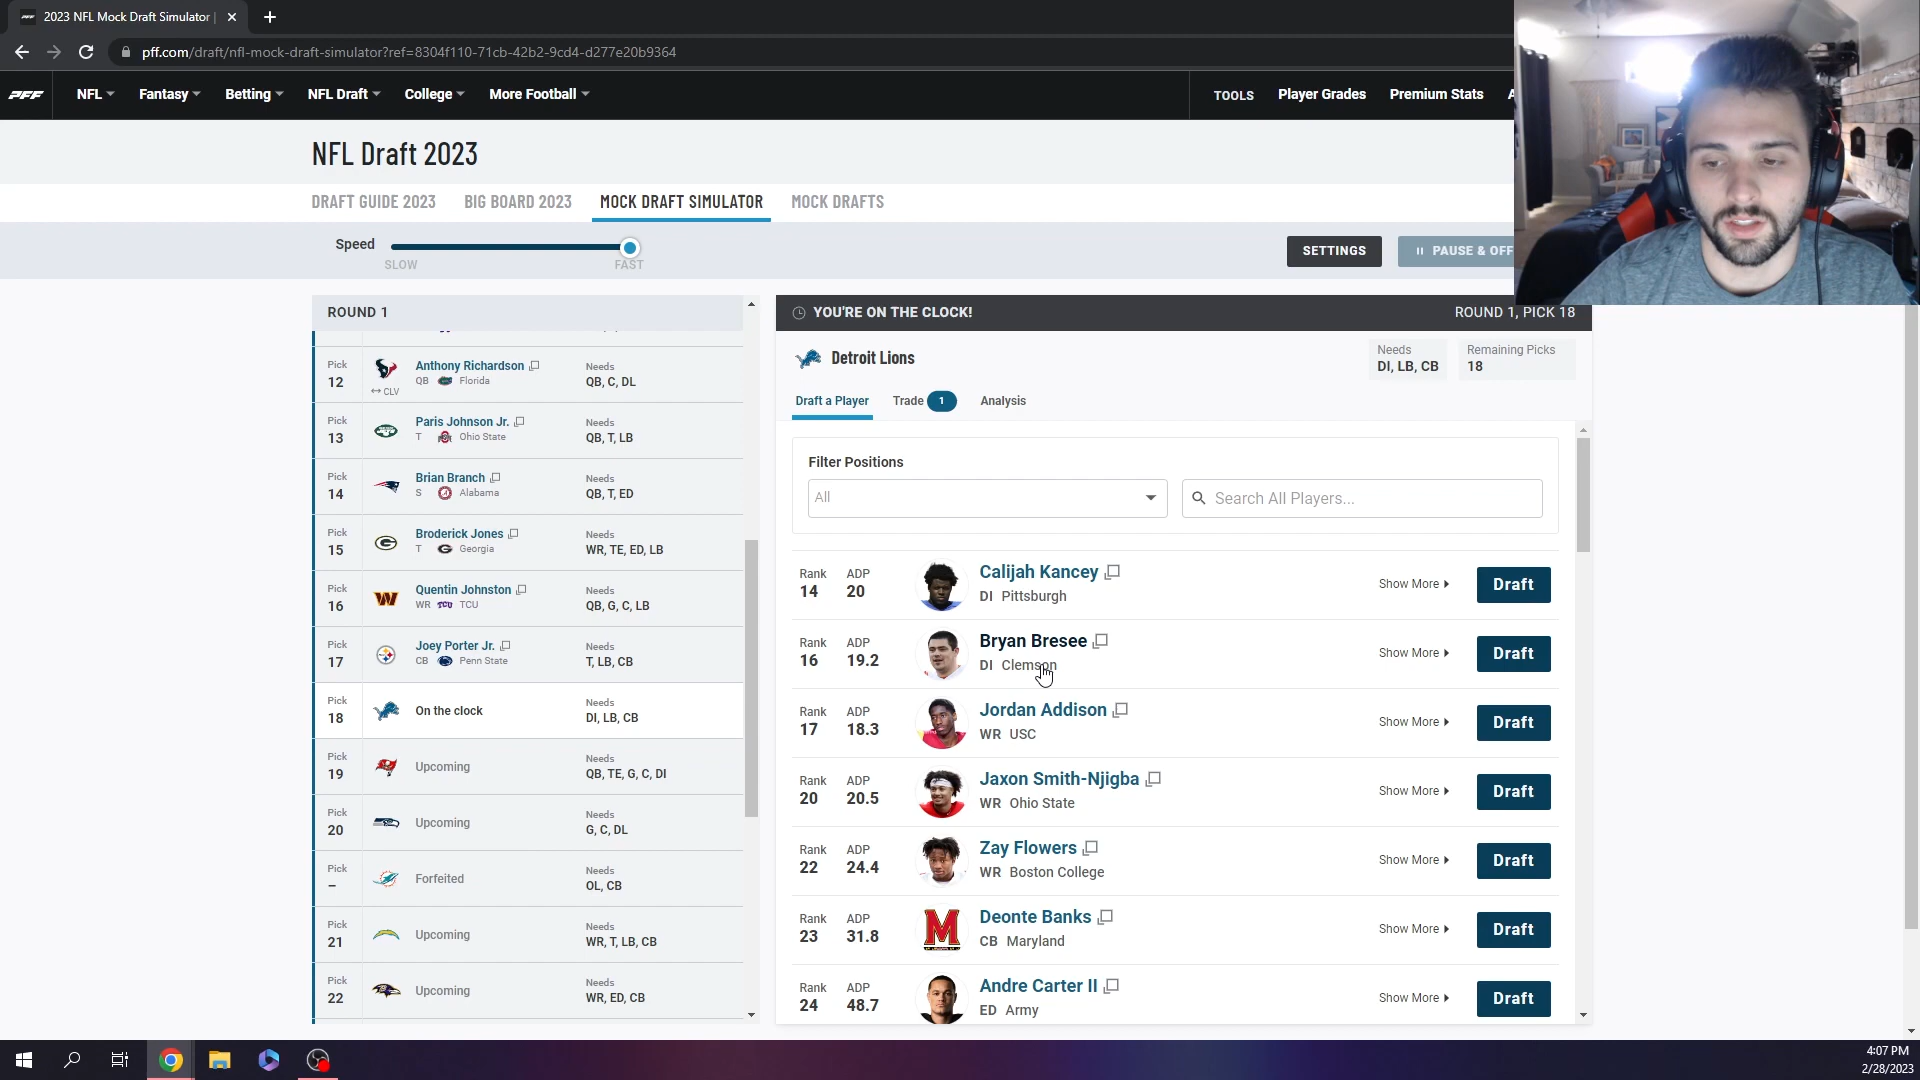 PFF 2023 NFL Mock Draft Simulator |
pff.com/draft/nfl-mock-draft-simulator?ref=8304f110-71cb-42b2-9cd4-d277e20b9364
PFF NFL Fantasy Betting NFL Draft College More Football TOOLS Player Grades Premium Stats
NFL Draft 2023
DRAFT GUIDE 2023 BIG BOARD 2023 MOCK DRAFT SIMULATOR MOCK DRAFTS
Speed
SLOW FAST
SETTINGS PAUSE & OFF
ROUND 1
Pick 12 CLV Anthony Richardson QB Florida Needs QB, C, DL
Pick 13 Paris Johnson Jr. T Ohio State Needs QB, T, LB
Pick 14 Brian Branch S Alabama Needs QB, T, ED
Pick 15 Broderick Jones T Georgia Needs WR, TE, ED, LB
Pick 16 Quentin Johnston WR TCU Needs QB, G, C, LB
Pick 17 Joey Porter Jr. CB Penn State Needs T, LB, CB
Pick 18 On the clock Needs DI, LB, CB
Pick 19 Upcoming Needs QB, TE, G, C, DI
Pick 20 Upcoming Needs G, C, DL
Pick – Forfeited Needs OL, CB
Pick 21 Upcoming Needs WR, T, LB, CB
Pick 22 Upcoming Needs WR, ED, CB
YOU'RE ON THE CLOCK! ROUND 1, PICK 18
Detroit Lions Needs DI, LB, CB Remaining Picks 18
Draft a Player Trade 1 Analysis
Filter Positions
All Search All Players...
Rank 14 ADP 20 Calijah Kancey DI Pittsburgh Show More Draft
Rank 16 ADP 19.2 Bryan Bresee DI Clemson Show More Draft
Rank 17 ADP 18.3 Jordan Addison WR USC Show More Draft
Rank 20 ADP 20.5 Jaxon Smith-Njigba WR Ohio State Show More Draft
Rank 22 ADP 24.4 Zay Flowers WR Boston College Show More Draft
Rank 23 ADP 31.8 Deonte Banks CB Maryland Show More Draft
Rank 24 ADP 48.7 Andre Carter II ED Army Show More Draft
4:07 PM
2/28/2023